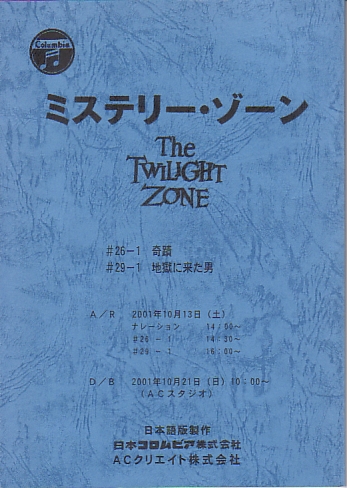 Columbia
ミステリー・ゾーン
The
TWILIGHT
ZONE
#26-1 奇蹟
#29-1 地獄に来た男
A/R 2001年10月13日(土)
ナレーション 14:00~
#26-1 14:30~
#29-1 16:00~
D/B 2001年10月21日(日)10:00~
(ACスタジオ)
日本語版製作
日本コロムビア株式会社
ACクリエイト株式会社